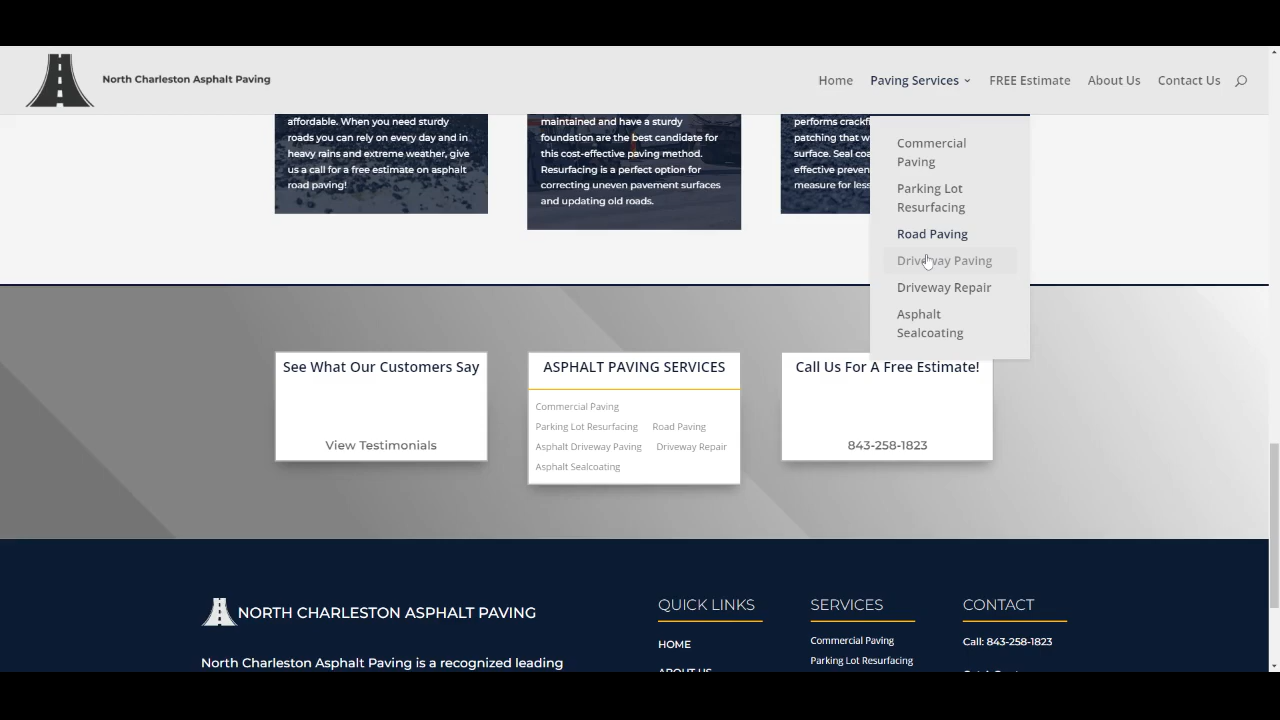 North Charleston Asphalt Paving
Home
Paving Services
FREE Estimate
About Us
Contact Us
affordable. When you need sturdy
roads you can rely on every day and in
heavy rains and extreme weather, give
us a call for a free estimate on asphalt
road paving!
maintained and have a sturdy
foundation are the best candidate for
this cost-effective paving method.
Resurfacing is a perfect option for
correcting uneven pavement surfaces
and updating old roads.
performs crackfi
patching that w
surface. Seal coa
effective preven
measure for less
Commercial
Paving
Parking Lot
Resurfacing
Road Paving
Driveway Paving
Driveway Repair
Asphalt
Sealcoating
See What Our Customers Say
View Testimonials
ASPHALT PAVING SERVICES
Commercial Paving
Parking Lot Resurfacing Road Paving
Asphalt Driveway Paving Driveway Repair
Asphalt Sealcoating
Call Us For A Free Estimate!
843-258-1823
NORTH CHARLESTON ASPHALT PAVING
North Charleston Asphalt Paving is a recognized leading
QUICK LINKS
HOME
ABOUT US
SERVICES
Commercial Paving
Parking Lot Resurfacing
CONTACT
Call: 843-258-1823